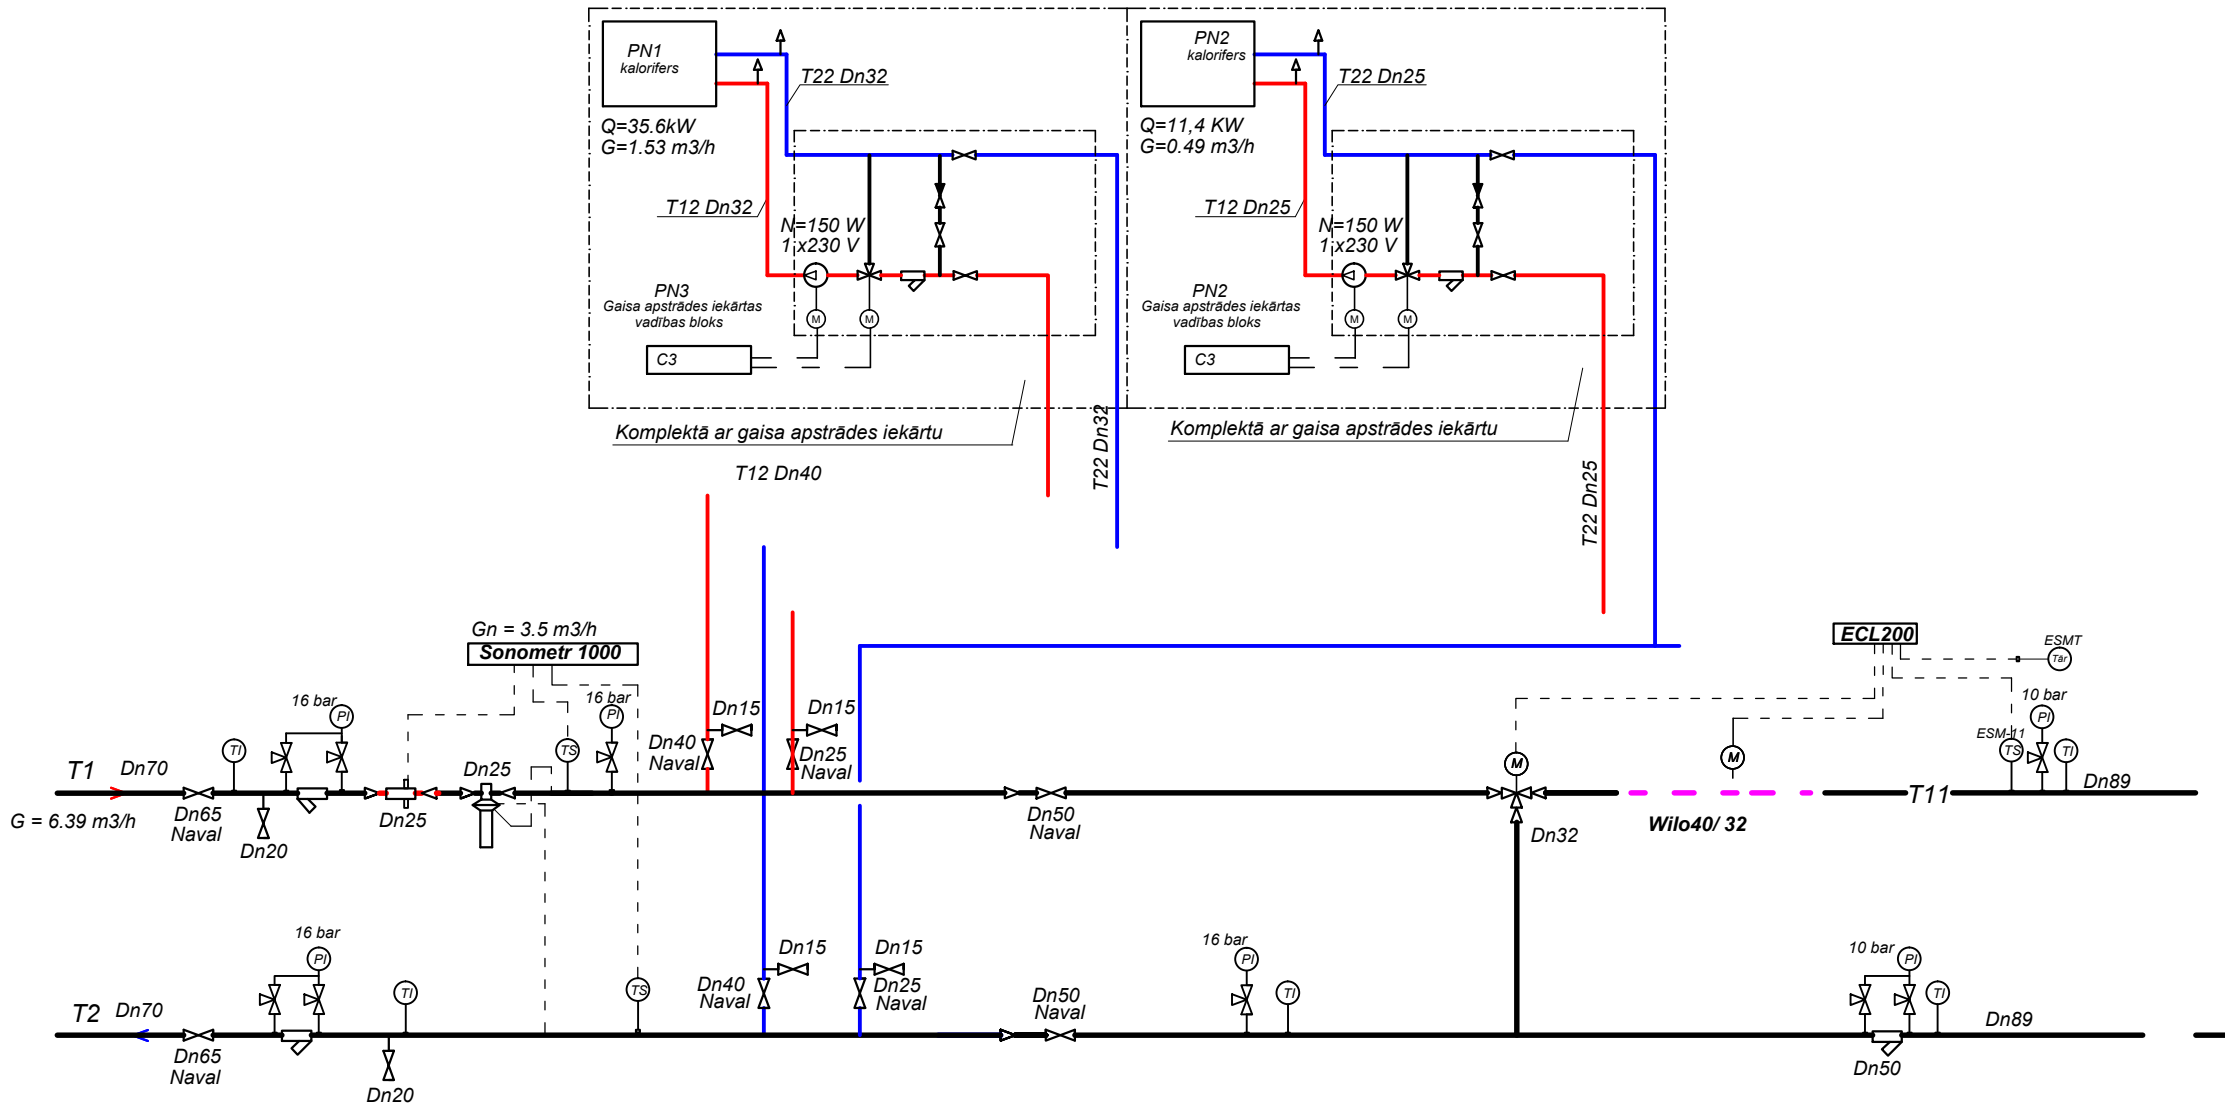 PN1
kalorifers
T22 Dn32
Q=35.6kW
G=1.53 m3/h
T12 Dn32
N=150 W
1 x230 V
PN3
Gaisa apstrādes iekārtas
vadības bloks
M
M
C3
Komplektā ar gaisa apstrādes iekārtu
T12 Dn40
T22 Dn32
PN2
kalorifers
T22 Dn25
Q=11,4 KW
G=0.49 m3/h
T12 Dn25
N=150 W
1 x230 V
PN2
Gaisa apstrādes iekārtas
vadības bloks
M
M
C3
Komplektā ar gaisa apstrādes iekārtu
T22 Dn25
Gn = 3.5 m3/h
Sonometr 1000
ECL200
ESMT
Tār
16 bar
PI
16 bar
PI
Dn15
Dn15
10 bar
PI
ESM-11
TS
TI
TI
TS
Dn40
Naval
Dn25
Naval
M
M
T1
Dn70
Dn25
T11
Dn89
G = 6.39 m3/h
Dn65
Naval
Dn20
Dn25
Dn50
Naval
Dn32
Wilo40/ 32
16 bar
PI
TI
TS
Dn15
Dn15
Dn40
Naval
Dn25
Naval
Dn50
Naval
16 bar
PI
TI
10 bar
PI
TI
T2
Dn70
Dn89
Dn65
Naval
Dn20
Dn50